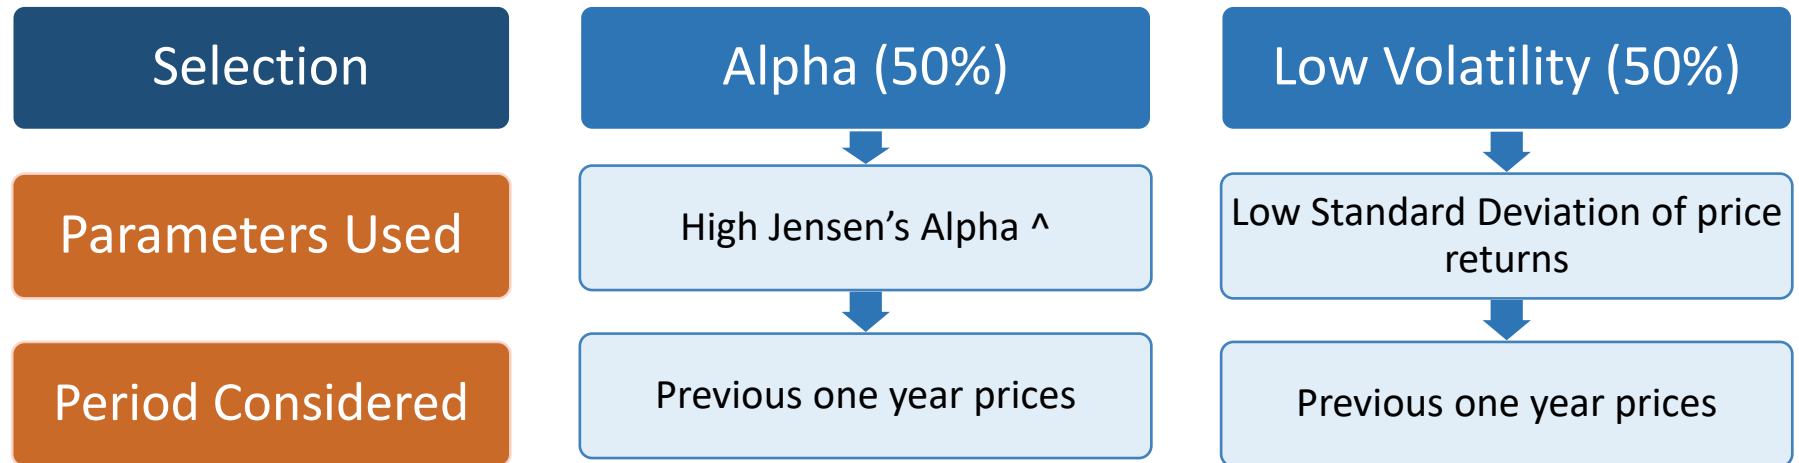 Selection
Alpha (50%)
Low Volatility (50%)
Parameters Used
High Jensen’s Alpha ^
Low Standard Deviation of price
returns
Period Considered
Previous one year prices
Previous one year prices